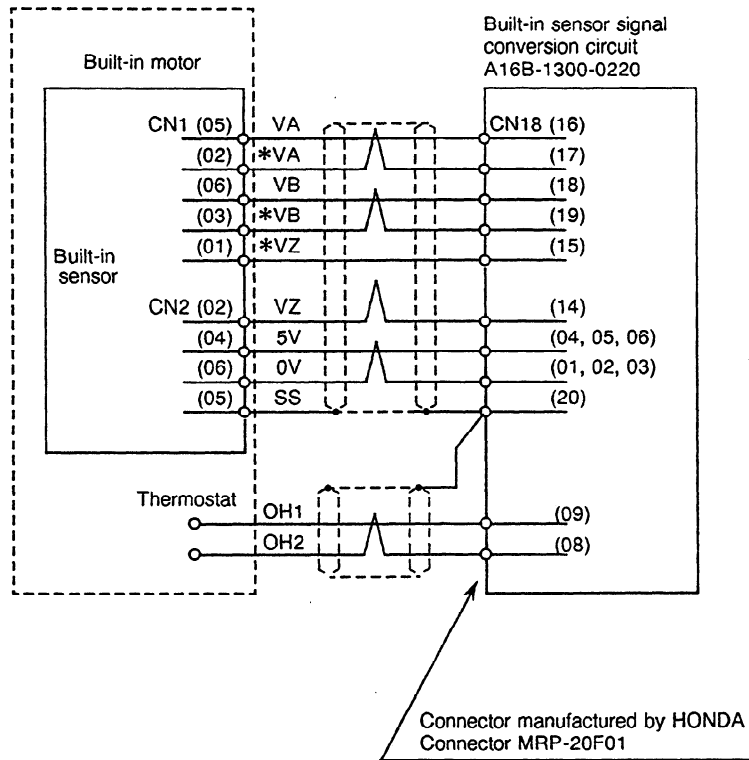 Built-in sensor signal
conversion circuit
A16B-1300-0220
Built-in motor
CN1 (05) VA CN18 (16)
(02) *VA (17)
(06) VB (18)
(03) *VB (19)
(01) *VZ (15)
Built-in
sensor
CN2 (02) VZ (14)
(04) 5V (04, 05, 06)
(06) 0V (01, 02, 03)
(05) SS (20)
Thermostat
OH1 (09)
OH2 (08)
Connector manufactured by HONDA
Connector MRP-20F01